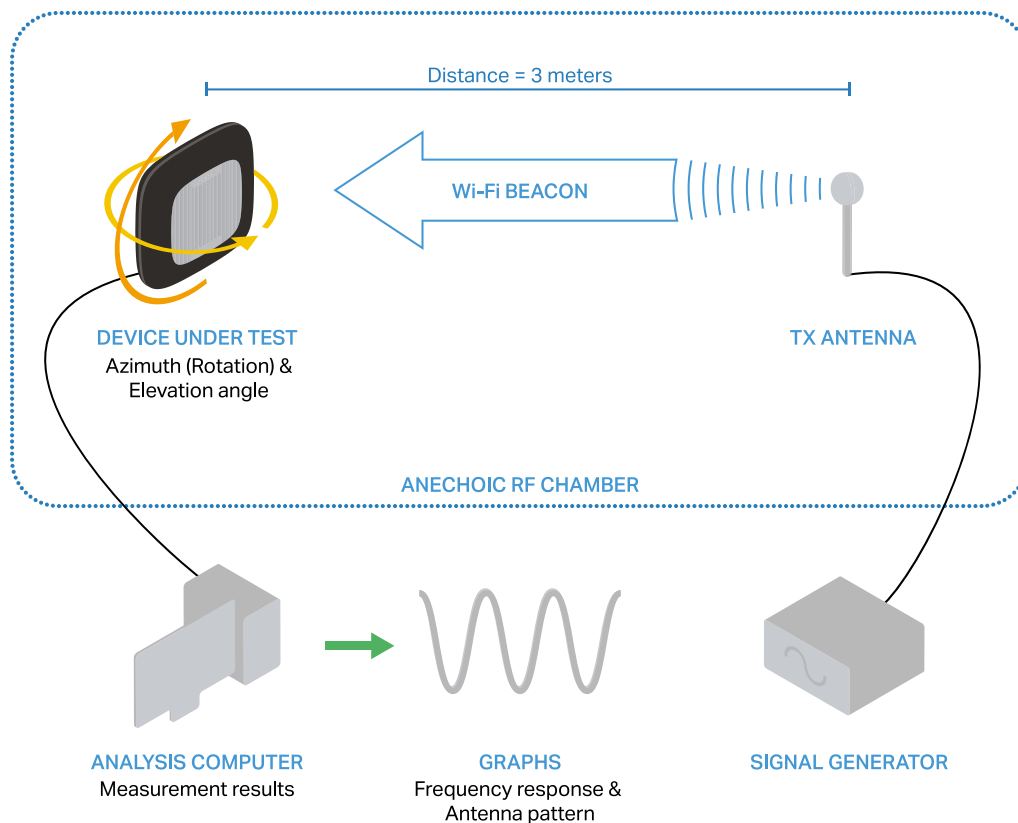 Distance = 3 meters
Wi-Fi BEACON
DEVICE UNDER TEST
Azimuth (Rotation) &
Elevation angle
TX ANTENNA
ANECHOIC RF CHAMBER
ANALYSIS COMPUTER
Measurement results
GRAPHS
Frequency response &
Antenna pattern
SIGNAL GENERATOR